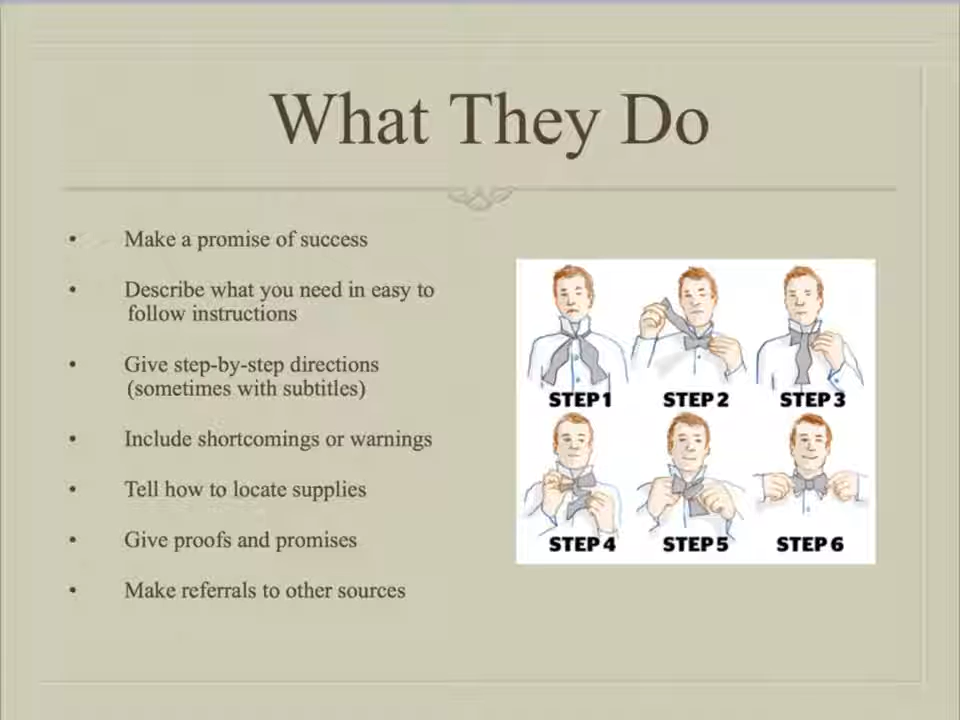 What They Do
• Make a promise of success
• Describe what you need in easy to
follow instructions
• Give step-by-step directions
(sometimes with subtitles)
• Include shortcomings or warnings
• Tell how to locate supplies
• Give proofs and promises
• Make referrals to other sources
STEP 1 STEP 2 STEP 3
STEP 4 STEP 5 STEP 6